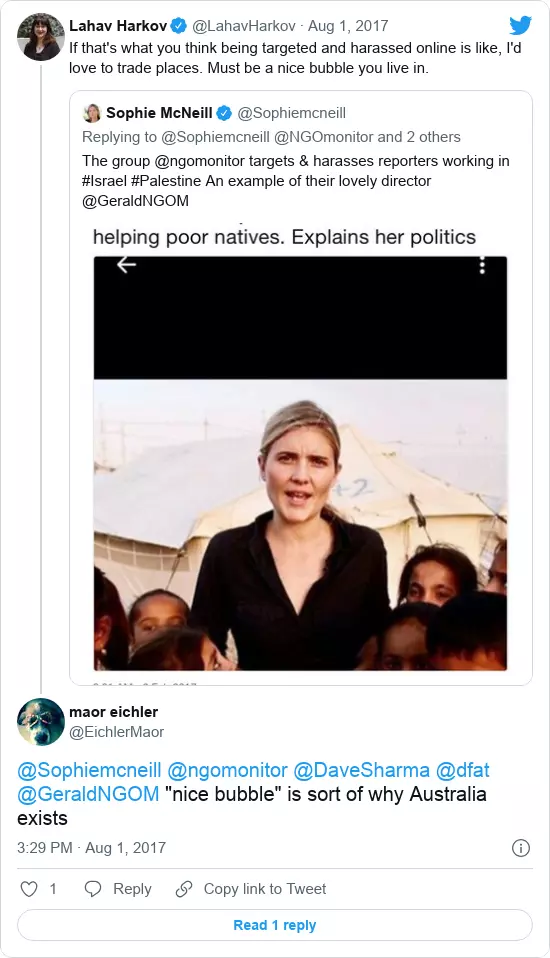 Lahav Harkov @LahavHarkov · Aug 1, 2017
If that's what you think being targeted and harassed online is like, I'd
love to trade places. Must be a nice bubble you live in.
Sophie McNeill @Sophiemcneill
Replying to @Sophiemcneill @NGOmonitor and 2 others
The group @ngomonitor targets & harasses reporters working in
#Israel #Palestine An example of their lovely director
@GeraldNGOM
helping poor natives. Explains her politics
maor eichler
@EichlerMaor
@Sophiemcneill @ngomonitor @DaveSharma @dfat
@GeraldNGOM "nice bubble" is sort of why Australia
exists
3:29 PM · Aug 1, 2017
1 Reply Copy link to Tweet
Read 1 reply